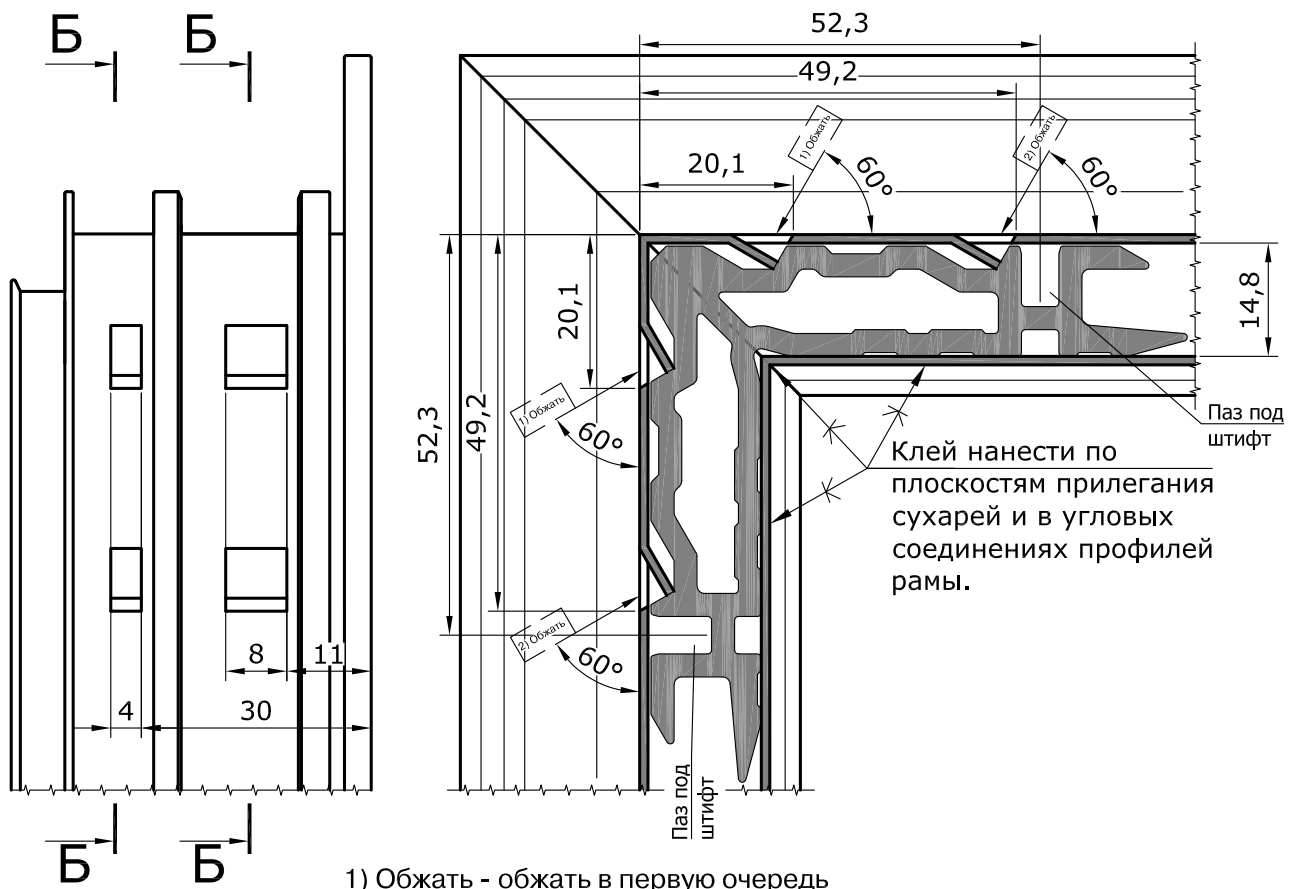 Б Б
52,3
49,2
20,1
1) Обжать
60°
2) Обжать
60°
20,1
49,2
52,3
14,8
1) Обжать
60°
2) Обжать
60°
Паз под
штифт
Клей нанести по
плоскостям прилегания
сухарей и в угловых
соединениях профилей
рамы.
8 11
4 30
Паз под
штифт
Б Б
1) Обжать - обжать в первую очередь